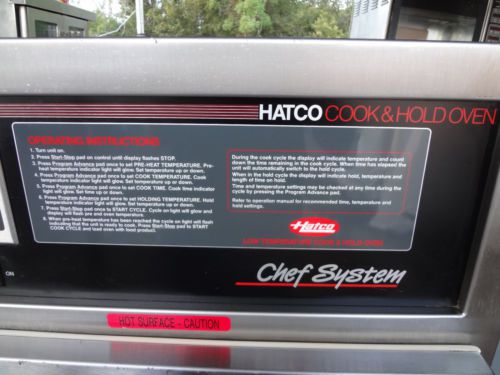 HATCO COOK & HOLD OVEN
OPERATING INSTRUCTIONS
1. Turn unit on.
2. Press Start-Stop pad on control until display flashes STOP.
3. Press Program Advance pad once to set PRE-HEAT TEMPERATURE. Pre-
heat temperature indicator light will glow. Set temperature up or down.
4. Press Program Advance pad once to set COOK TEMPERATURE. Cook
temperature indicator light will glow. Set temperature up or down.
5. Press Program Advance pad once to set COOK TIME. Cook time indicator
light will glow. Set time up or down.
6. Press Program Advance pad once to set HOLDING TEMPERATURE. Hold
temperature indicator light will glow. Set temperature up or down.
7. Press Start-Stop pad once to START CYCLE. Cycle on light will glow and
display will flash pre and oven temperature.
8. When pre-heat temperature has been reached the cycle on light will flash
indicating that the unit is ready to cook. Press Start-Stop pad to START
COOK CYCLE and load oven with food product.
During the cook cycle the display will indicate temperature and count
down the time remaining in the cook cycle. When time has elapsed the
unit will automatically switch to the hold cycle.
When in the hold cycle the display will indicate hold, temperature and
length of time on hold.
Time and temperature settings may be checked at any time during the
cycle by pressing the Program Advance pad.
Refer to operation manual for recommended time, temperature and
hold settings.
Hatco
LOW TEMPERATURE COOK & HOLD OVEN
Chef System
ON
HOT SURFACE - CAUTION